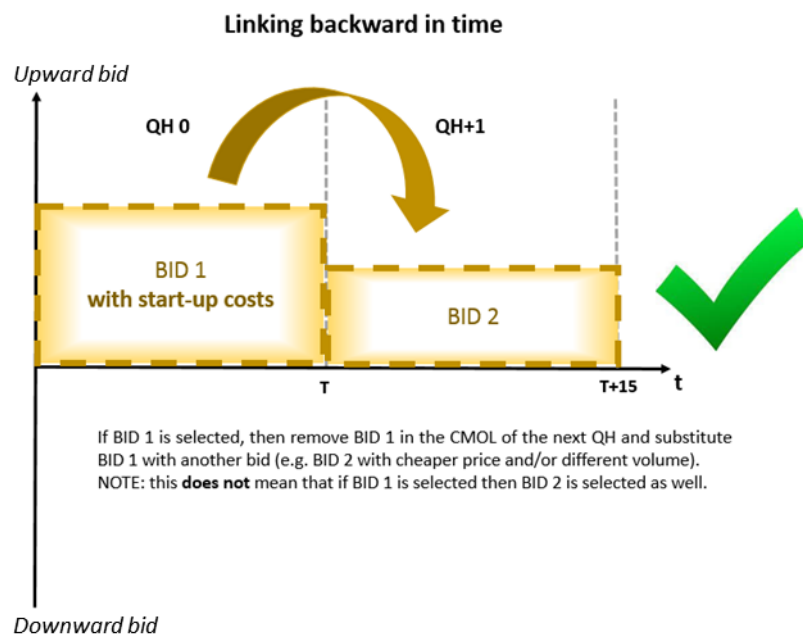 Linking backward in time
Upward bid
QH 0
QH+1
BID 1
with start-up costs
BID 2
T
T+15
t
If BID 1 is selected, then remove BID 1 in the CMOL of the next QH and substitute
BID 1 with another bid (e.g. BID 2 with cheaper price and/or different volume).
NOTE: this does not mean that if BID 1 is selected then BID 2 is selected as well.
Downward bid